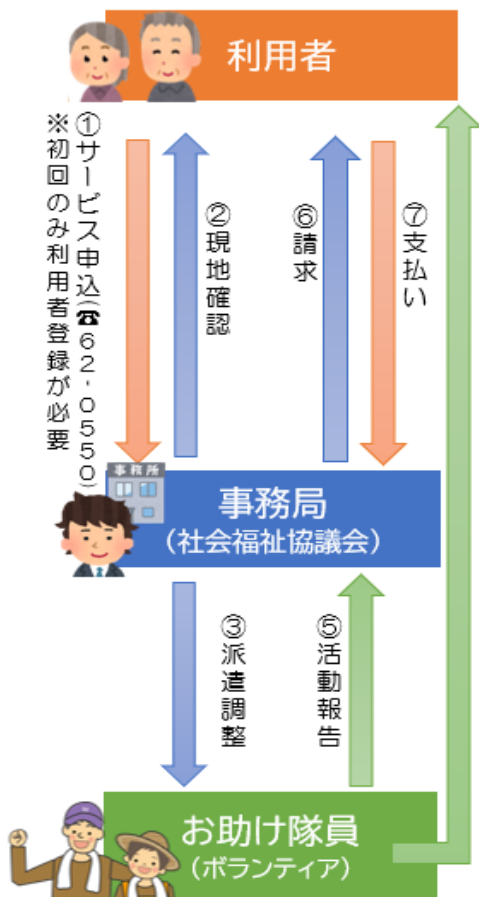 利用者
①サービス申込(☎62-0550)
※初回のみ利用者登録が必要
②現地確認
⑥請求
⑦支払い
事務所
事務局
(社会福祉協議会)
③派遣調整
⑤活動報告
お助け隊員
(ボランティア)